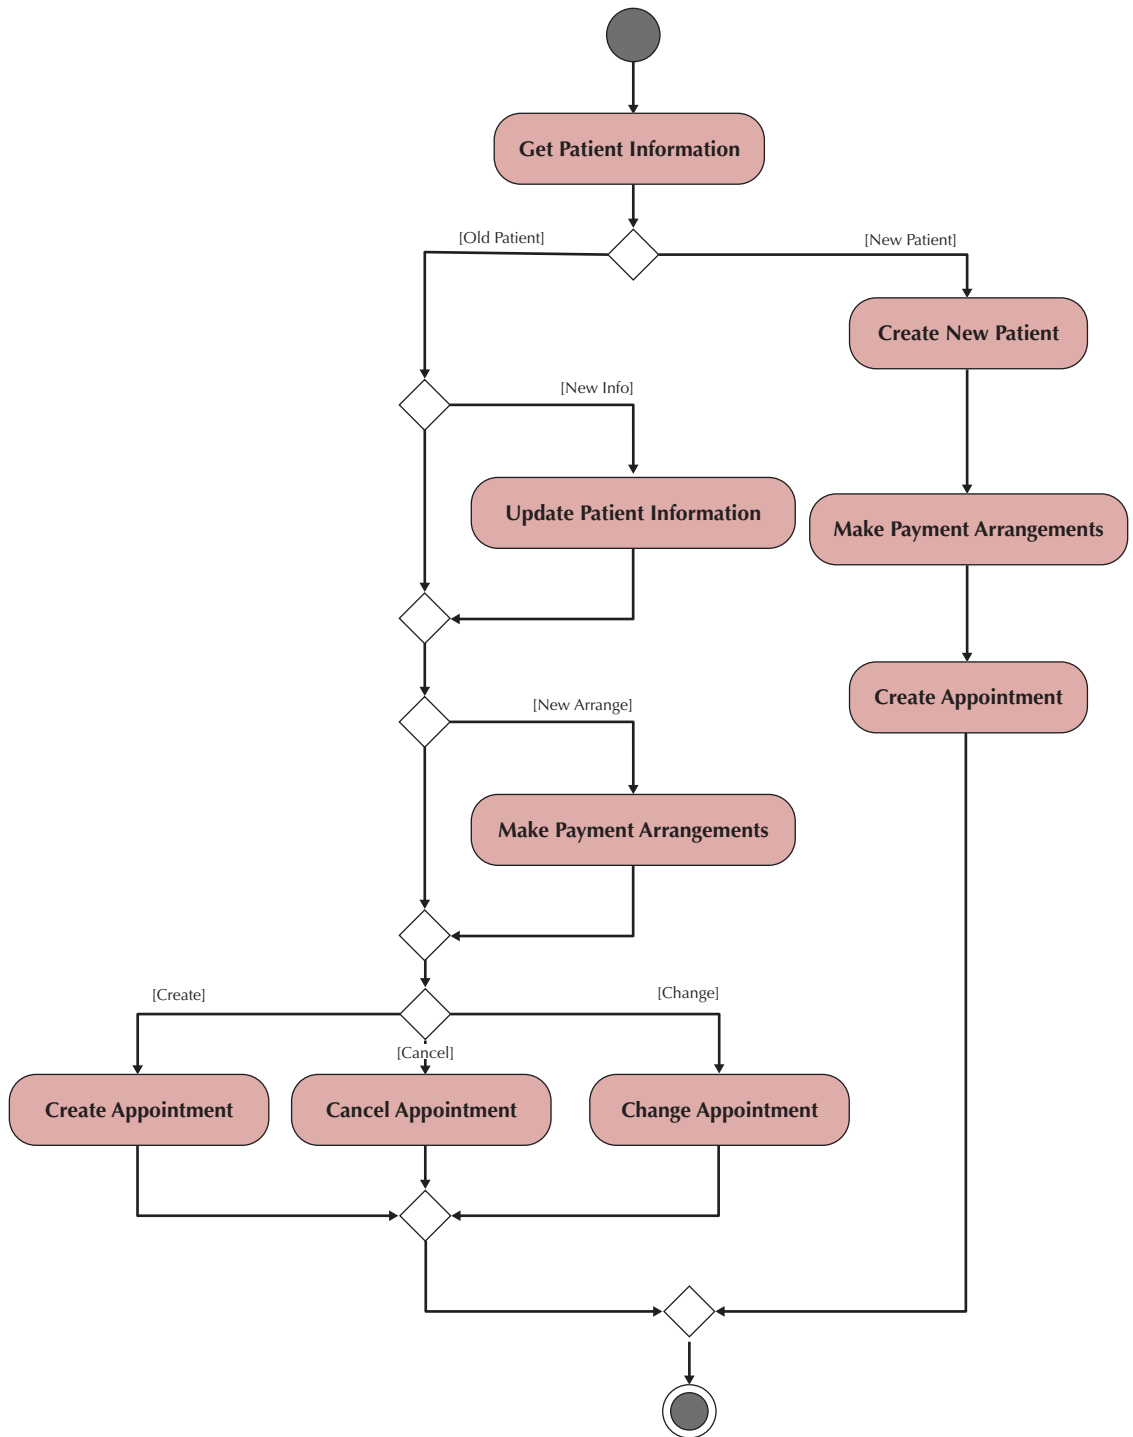 Get Patient Information
[Old Patient]
[New Patient]
Create New Patient
[New Info]
Update Patient Information
Make Payment Arrangements
Create Appointment
[New Arrange]
Make Payment Arrangements
[Create]
[Change]
[Cancel]
Create Appointment
Cancel Appointment
Change Appointment